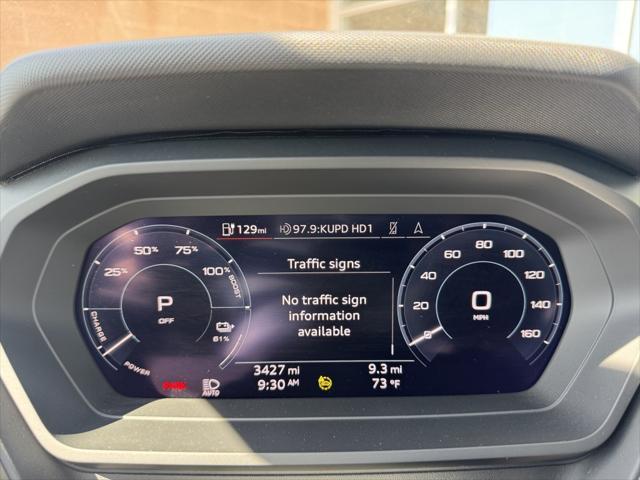 129mi 97.9:KUPD HD1
Traffic signs
No traffic sign
information
available
25% 50% 75% 100% BOOST
CHARGE
POWER
P
OFF
61%
0 20 40 60 80 100 120 140 160
0
MPH
3427 mi 9.3 mi
AUTO 9:30 AM 73 °F